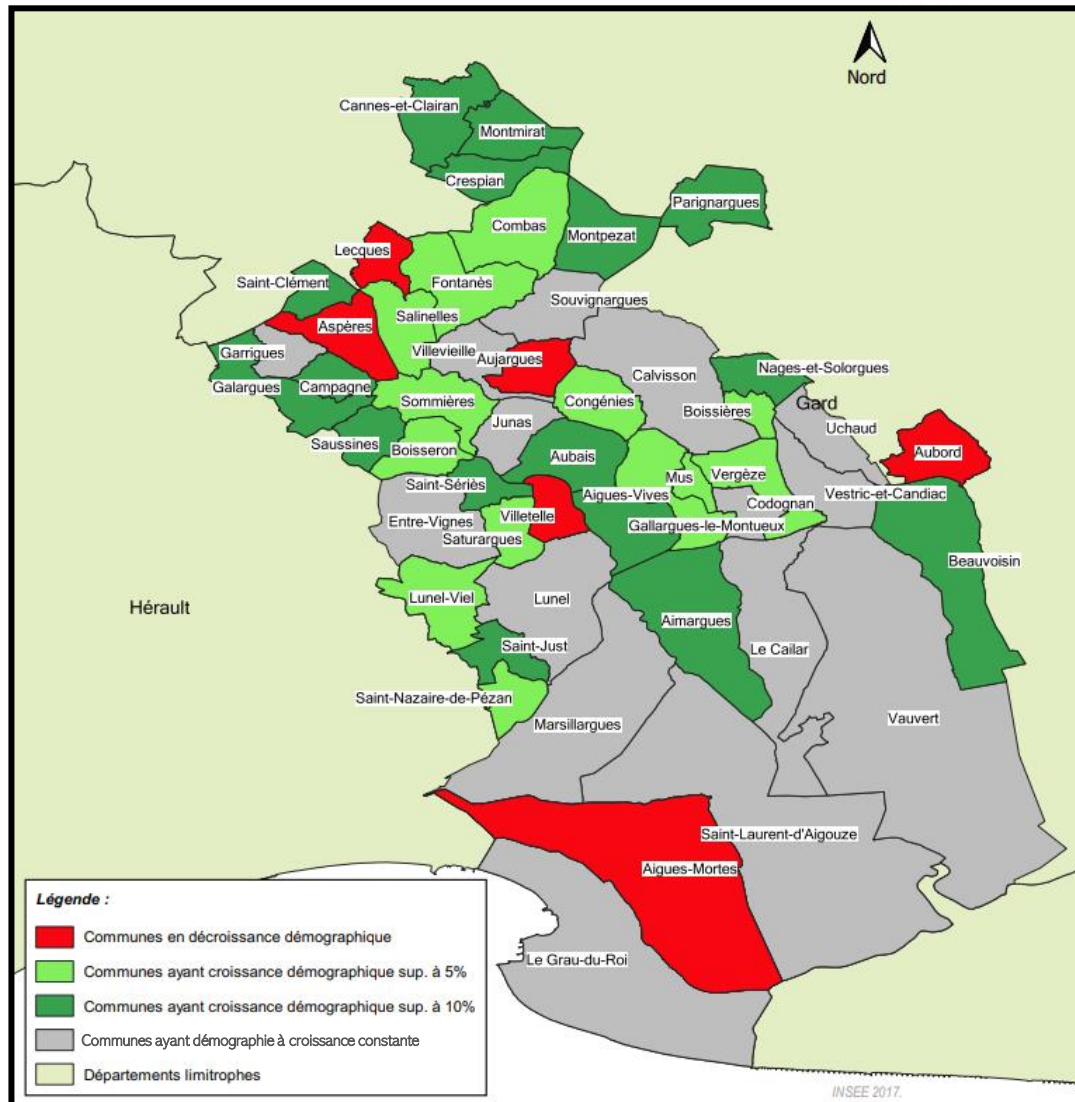 Nord
Cannes-et-Clairan
Montmirat
Crespian
Parignargues
Combas
Montpezat
Lecques
Saint-Clément
Fontanès
Souvignargues
Salinelles
Aspères
Garrigues
Villevieille
Aujargues
Calvisson
Nages-et-Solorgues
Galargues
Campagne
Sommières
Congénies
Boissières
Gard
Junas
Uchaud
Saussines
Boisseron
Aubais
Aubord
Mus
Vergèze
Saint-Sériès
Aigues-Vives
Vestric-et-Candiac
Codognan
Entre-Vignes
Villetelle
Gallargues-le-Montueux
Saturargues
Beauvoisin
Hérault
Lunel-Viel
Lunel
Aimargues
Saint-Just
Le Cailar
Saint-Nazaire-de-Pézan
Marsillargues
Vauvert
Saint-Laurent-d'Aigouze
Aigues-Mortes
Le Grau-du-Roi
Légende :
Communes en décroissance démographique
Communes ayant croissance démographique sup. à 5%
Communes ayant croissance démographique sup. à 10%
Communes ayant démographie à croissance constante
Départements limitrophes
INSEE 2017.